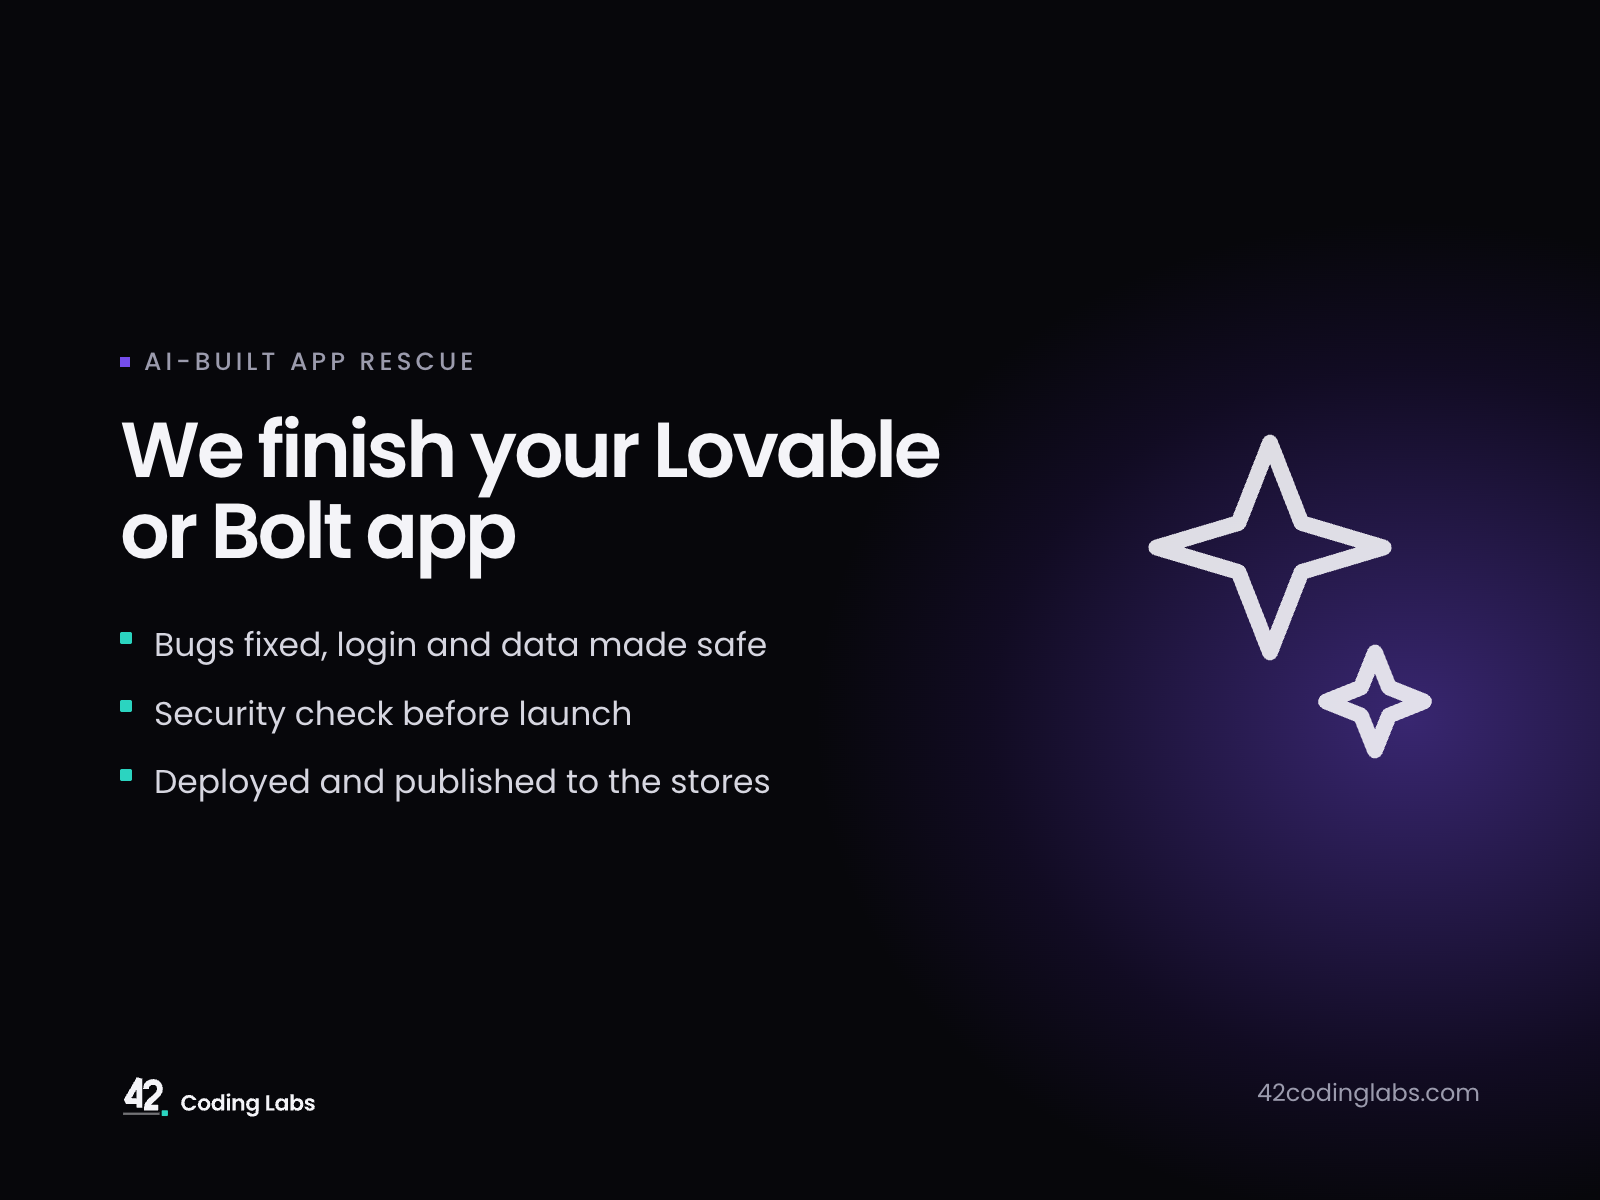 AI-BUILT APP RESCUE
We finish your Lovable
or Bolt app
Bugs fixed, login and data made safe
Security check before launch
Deployed and published to the stores
42. Coding Labs
42codinglabs.com